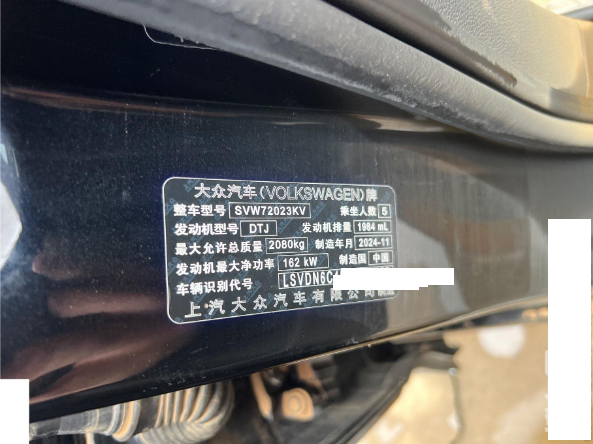 大众汽车(VOLKSWAGEN)牌
整车型号 SVW72023KV 乘坐人数 5
发动机型号 DTJ 发动机排量 1984 mL
最大允许总质量 2080kg 制造年月 2024-11
发动机最大净功率 162 kW 制造国 中国
车辆识别代号 LSVDN6C
上汽大众汽车有限公司制造